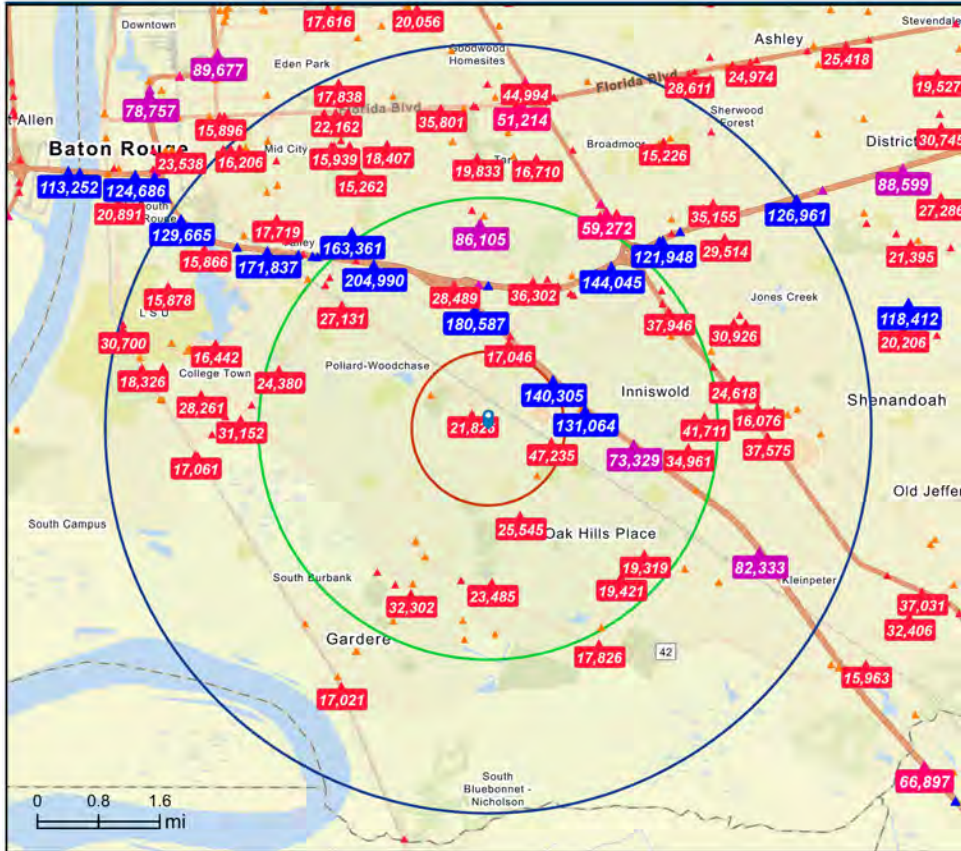 17,616
20,056
Downtown
Stevendale
Ashley
25,418
Goodwood
Homesites
89,677
Eden Park
24,974
Florida Blvd
28,611
19,527
78,757
17,838
44,994
Florida Blvd
51,214
35,801
Sherwood
Forest
t Allen
15,896
22,162
30,745
Baton Rouge
Mid City
Broadmoor
15,226
District
23,538
16,206
15,939
18,407
19,833
Tar
16,710
113,252
124,686
15,262
88,599
20,891
South
Rouge
35,155
126,961
27,286
129,665
17,719
59,272
86,105
Valley
163,361
121,948
29,514
21,395
15,866
171,837
204,990
144,045
15,878
28,489
36,302
Jones Creek
LSU
27,131
180,587
37,946
118,412
30,700
30,926
20,206
16,442
17,046
18,326
College Town
24,380
Pollard-Woodchase
140,305
Inniswold
24,618
28,261
Shenandoah
21,823
131,064
16,076
31,152
41,711
37,575
17,061
47,235
73,329
34,961
Old Jeffer
South Campus
25,545
Oak Hills Place
19,319
82,333
South Burbank
19,421
Kleinpeter
32,302
23,485
37,031
Gardere
32,406
17,826
42
15,963
17,021
66,897
South
Bluebonnet -
Nicholson
0 0.8 1.6
mi